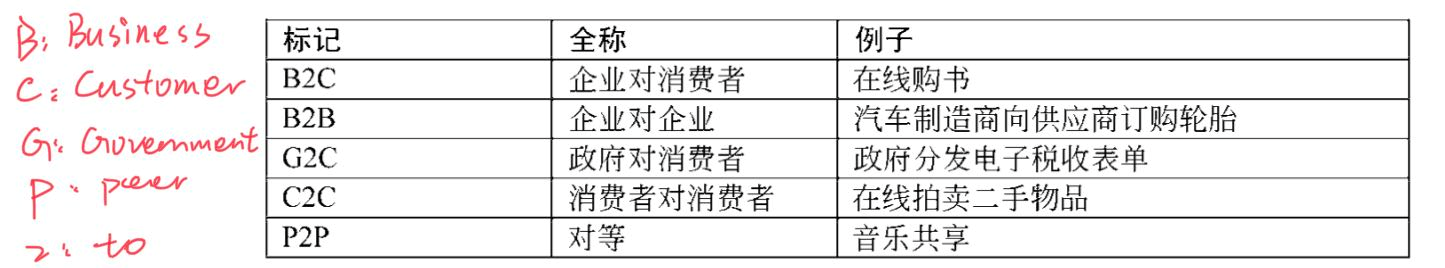 B: Business
C: Customer
G: Government
P: peer
2: to
标记 全称 例子
B2C 企业对消费者 在线购书
B2B 企业对企业 汽车制造商向供应商订购轮胎
G2C 政府对消费者 政府分发电子税收表单
C2C 消费者对消费者 在线拍卖二手物品
P2P 对等 音乐共享